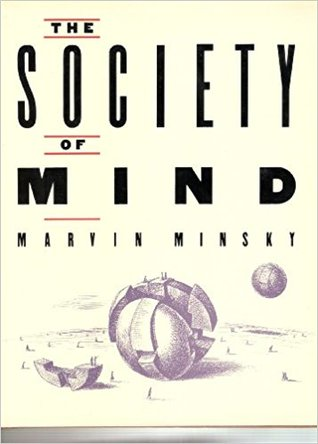 THE
SOCIETY
OF
MIND
MARVIN MINSKY